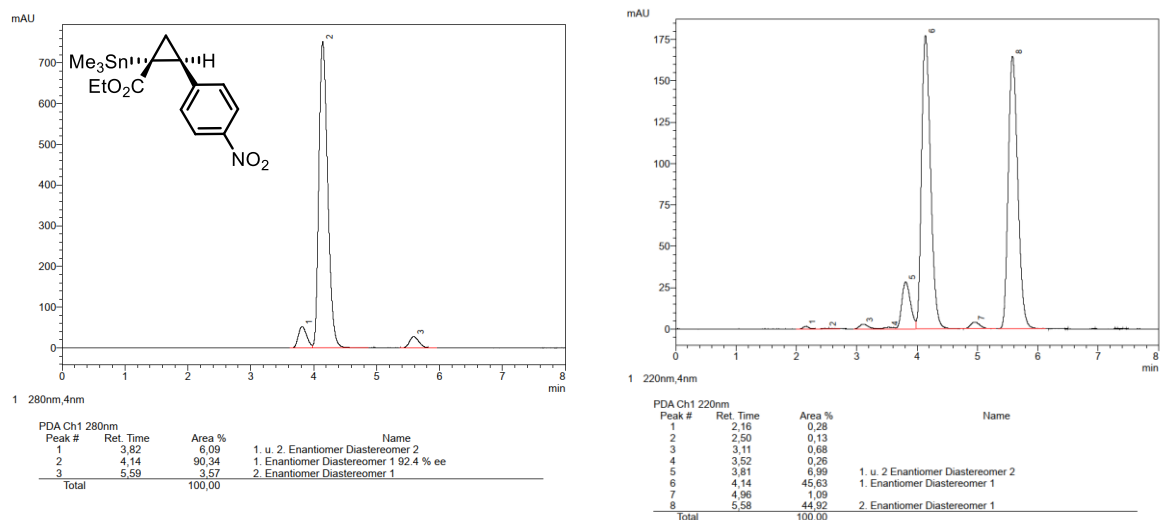 mAU
2
Me3Sn
H
EtO2C
NO2
700
600
500
400
300
200
100
0
1
3
0 1 2 3 4 5 6 7 8
min
1 280nm,4nm
PDA Ch1 280nm
Peak # Ret. Time Area % Name
1 3,82 6,09 1. u. 2. Enantiomer Diastereomer 2
2 4,14 90,34 1. Enantiomer Diastereomer 1 92.4 % ee
3 5,59 3,57 2. Enantiomer Diastereomer 1
Total 100,00
mAU
175
150
125
100
75
50
25
0
6
8
5
1
2
3
4
7
0 1 2 3 4 5 6 7 8
min
1 220nm,4nm
PDA Ch1 220nm
Peak # Ret. Time Area % Name
1 2,16 0,28
2 2,50 0,13
3 3,11 0,68
4 3,52 0,26
5 3,81 6,99 1. u. 2 Enantiomer Diastereomer 2
6 4,14 45,63 1. Enantiomer Diastereomer 1
7 4,96 1,09
8 5,58 44,92 2. Enantiomer Diastereomer 1
Total 100,00